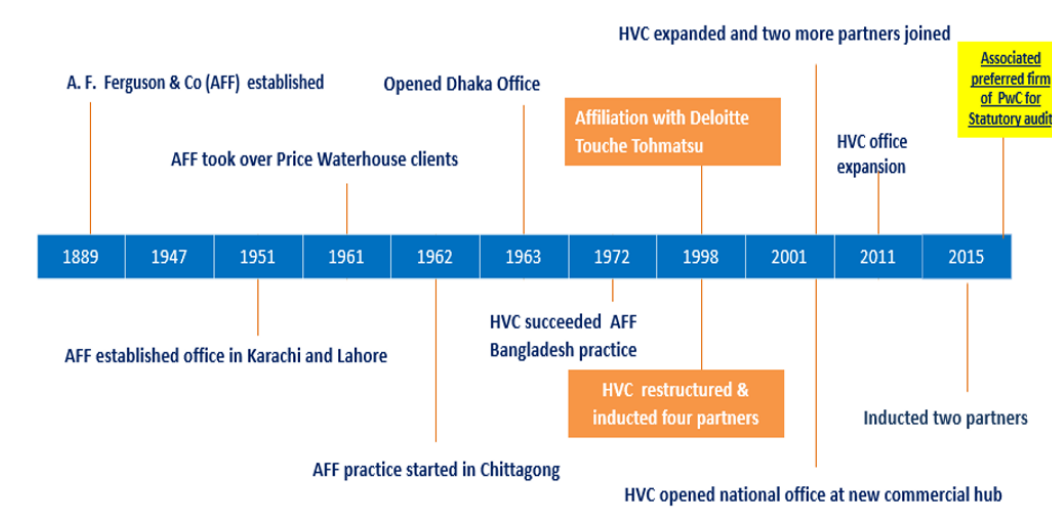 HVC expanded and two more partners joined
Associated
preferred firm
of PwC for
Statutory audit
A. F. Ferguson & Co (AFF) established
Opened Dhaka Office
Affiliation with Deloitte
Touche Tohmatsu
HVC office
expansion
AFF took over Price Waterhouse clients
1889 1947 1951 1961 1962 1963 1972 1998 2001 2011 2015
HVC succeeded AFF
Bangladesh practice
AFF established office in Karachi and Lahore
HVC restructured &
inducted four partners
Inducted two partners
AFF practice started in Chittagong
HVC opened national office at new commercial hub